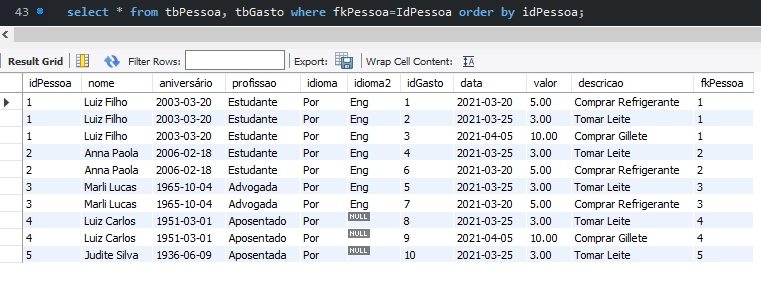 43 select * from tbPessoa, tbGasto where fkPessoa=IdPessoa order by idPessoa;
Result Grid Filter Rows: Export: Wrap Cell Content: IA
idPessoa nome aniversário profissao idioma idioma2 idGasto data valor descricao fkPessoa
1 Luiz Filho 2003-03-20 Estudante Por Eng 1 2021-03-20 5.00 Comprar Refrigerante 1
1 Luiz Filho 2003-03-20 Estudante Por Eng 2 2021-03-25 3.00 Tomar Leite 1
1 Luiz Filho 2003-03-20 Estudante Por Eng 3 2021-04-05 10.00 Comprar Gillete 1
2 Anna Paola 2006-02-18 Estudante Por Eng 4 2021-03-25 3.00 Tomar Leite 2
2 Anna Paola 2006-02-18 Estudante Por Eng 6 2021-03-20 5.00 Comprar Refrigerante 2
3 Marli Lucas 1965-10-04 Advogada Por Eng 5 2021-03-25 3.00 Tomar Leite 3
3 Marli Lucas 1965-10-04 Advogada Por Eng 7 2021-03-20 5.00 Comprar Refrigerante 3
4 Luiz Carlos 1951-03-01 Aposentado Por NULL 8 2021-03-25 3.00 Tomar Leite 4
4 Luiz Carlos 1951-03-01 Aposentado Por NULL 9 2021-04-05 10.00 Comprar Gillete 4
5 Judite Silva 1936-06-09 Aposentada Por NULL 10 2021-03-25 3.00 Tomar Leite 5